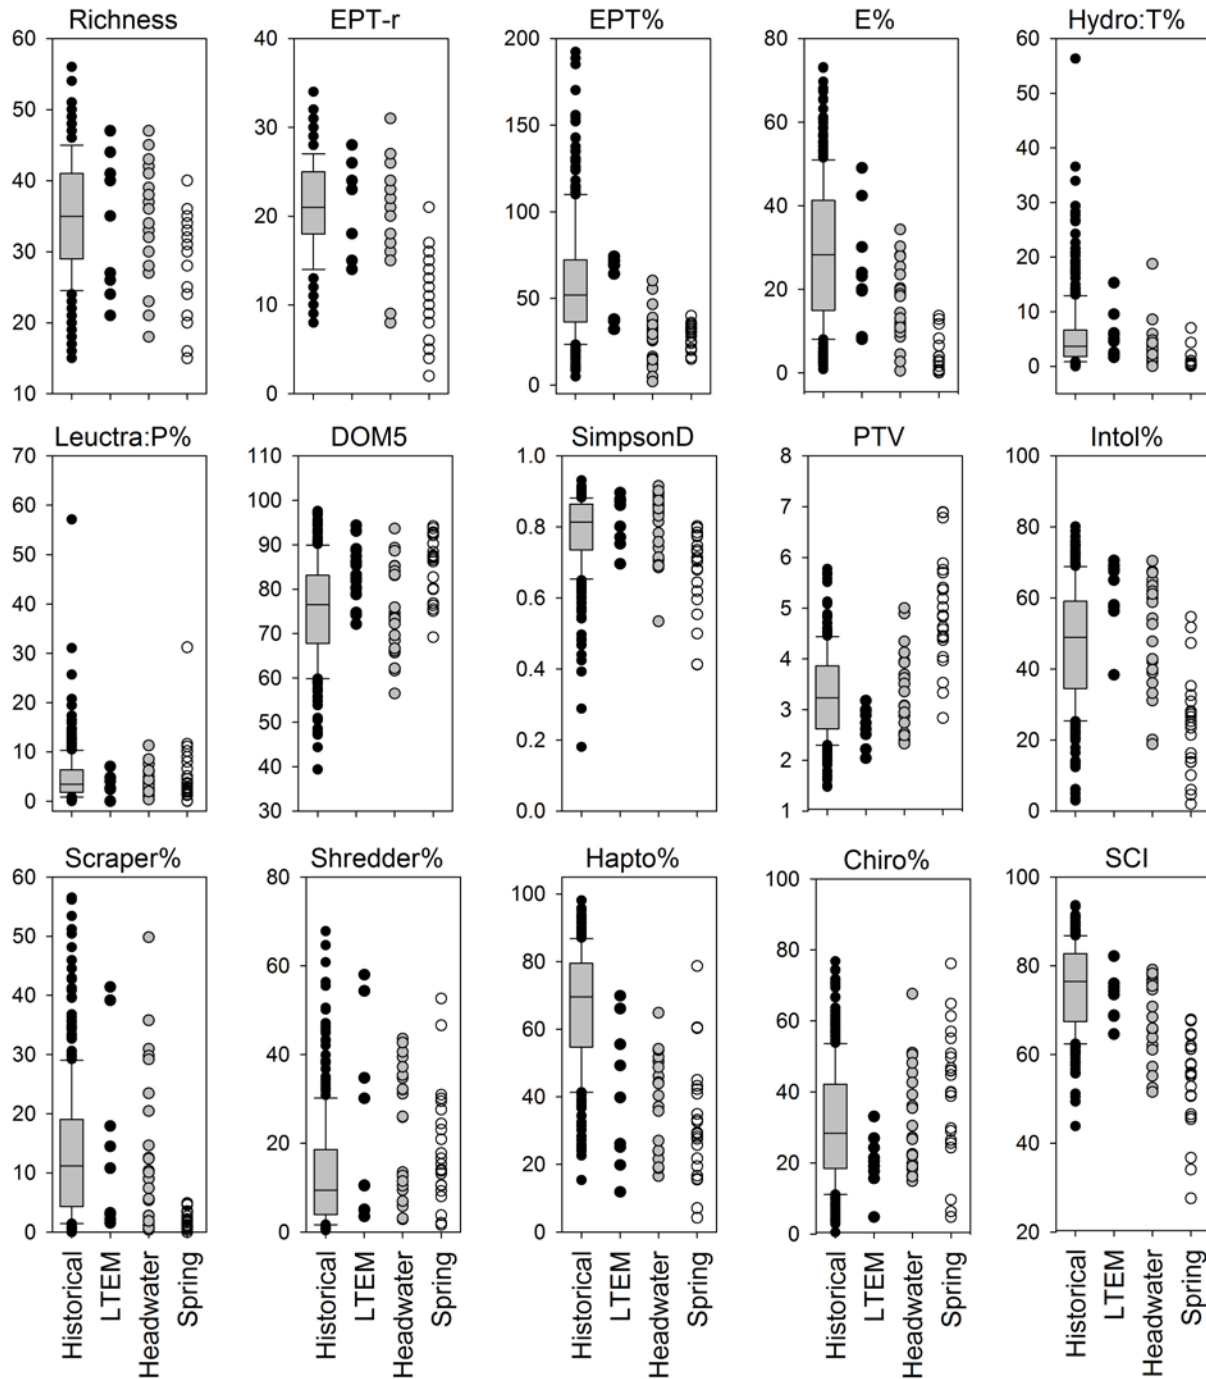 Richness EPT-r EPT% E% Hydro:T%
60 40 200 80 60
50 30 150 60 50
40 20 100 40 40
30 10 50 20 30
20 0 0 0 20
10 10
0
Leuctra:P% DOM5 SimpsonD PTV Intol%
70 110 1.0 8 100
60 100 0.8 7 80
50 90 0.6 6 60
40 80 0.4 5 40
30 70 0.2 4 20
20 60 0.0 3 0
10 50 2
0 40 1
30
Scraper% Shredder% Hapto% Chiro% SCI
60 80 100 100 100
50 60 80 80 80
40 40 60 60 60
30 20 40 40 40
20 0 20 20 20
10 0 0
0
Historical LTEM Headwater Spring Historical LTEM Headwater Spring Historical LTEM Headwater Spring Historical LTEM Headwater Spring Historical LTEM Headwater Spring